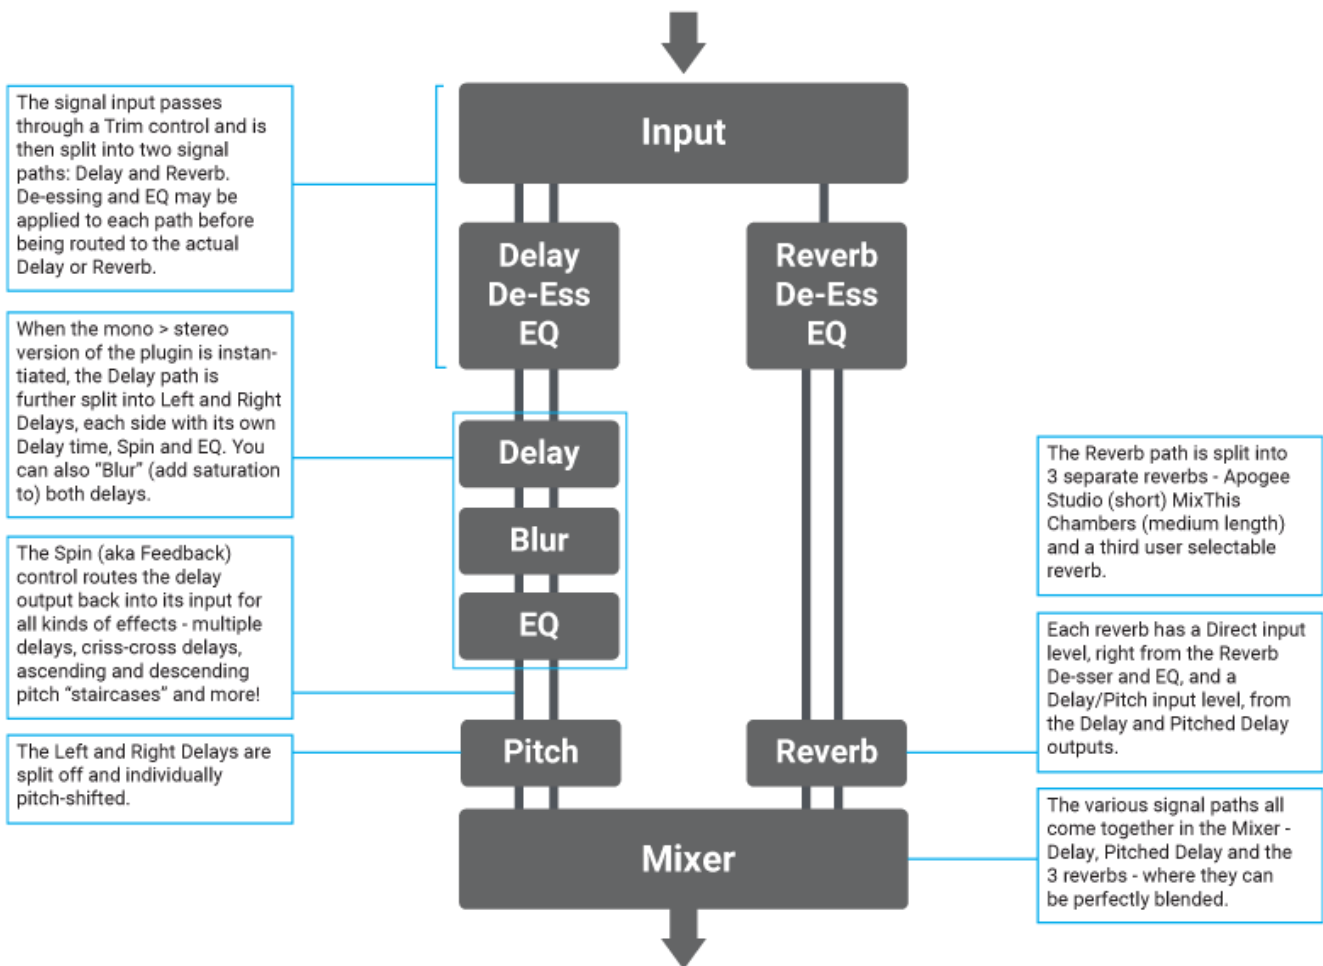 Input
The signal input passes
through a Trim control and is
then split into two signal
paths: Delay and Reverb.
De-essing and EQ may be
applied to each path before
being routed to the actual
Delay or Reverb.
Delay
De-Ess
EQ
Reverb
De-Ess
EQ
When the mono > stereo
version of the plugin is instan-
tiated, the Delay path is
further split into Left and Right
Delays, each side with its own
Delay time, Spin and EQ. You
can also “Blur” (add saturation
to) both delays.
Delay
Blur
EQ
The Spin (aka Feedback)
control routes the delay
output back into its input for
all kinds of effects - multiple
delays, criss-cross delays,
ascending and descending
pitch “staircases” and more!
The Left and Right Delays are
split off and individually
pitch-shifted.
Pitch
Reverb
The Reverb path is split into
3 separate reverbs - Apogee
Studio (short) MixThis
Chambers (medium length)
and a third user selectable
reverb.
Each reverb has a Direct input
level, right from the Reverb
De-sser and EQ, and a
Delay/Pitch input level, from
the Delay and Pitched Delay
outputs.
Mixer
The various signal paths all
come together in the Mixer -
Delay, Pitched Delay and the
3 reverbs - where they can
be perfectly blended.